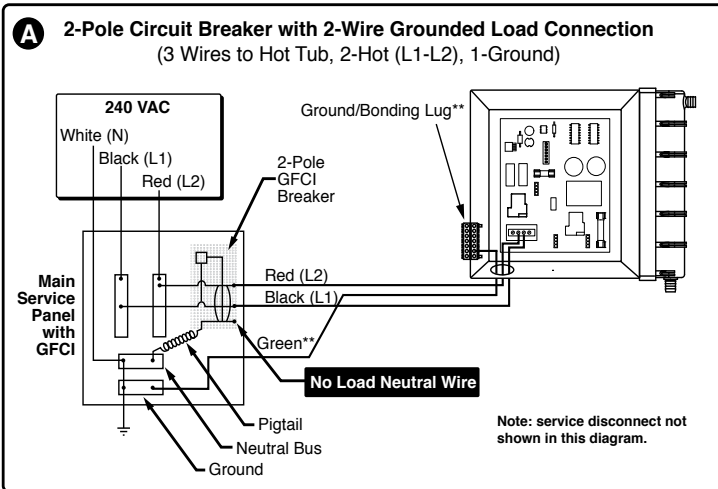 A
2-Pole Circuit Breaker with 2-Wire Grounded Load Connection
(3 Wires to Hot Tub, 2-Hot (L1-L2), 1-Ground)
240 VAC
White (N)
Black (L1)
Red (L2)
Ground/Bonding Lug**
2-Pole
GFCI
Breaker
Main
Service
Panel
with
GFCI
Red (L2)
Black (L1)
Green**
No Load Neutral Wire
Pigtail
Neutral Bus
Ground
Note: service disconnect not
shown in this diagram.